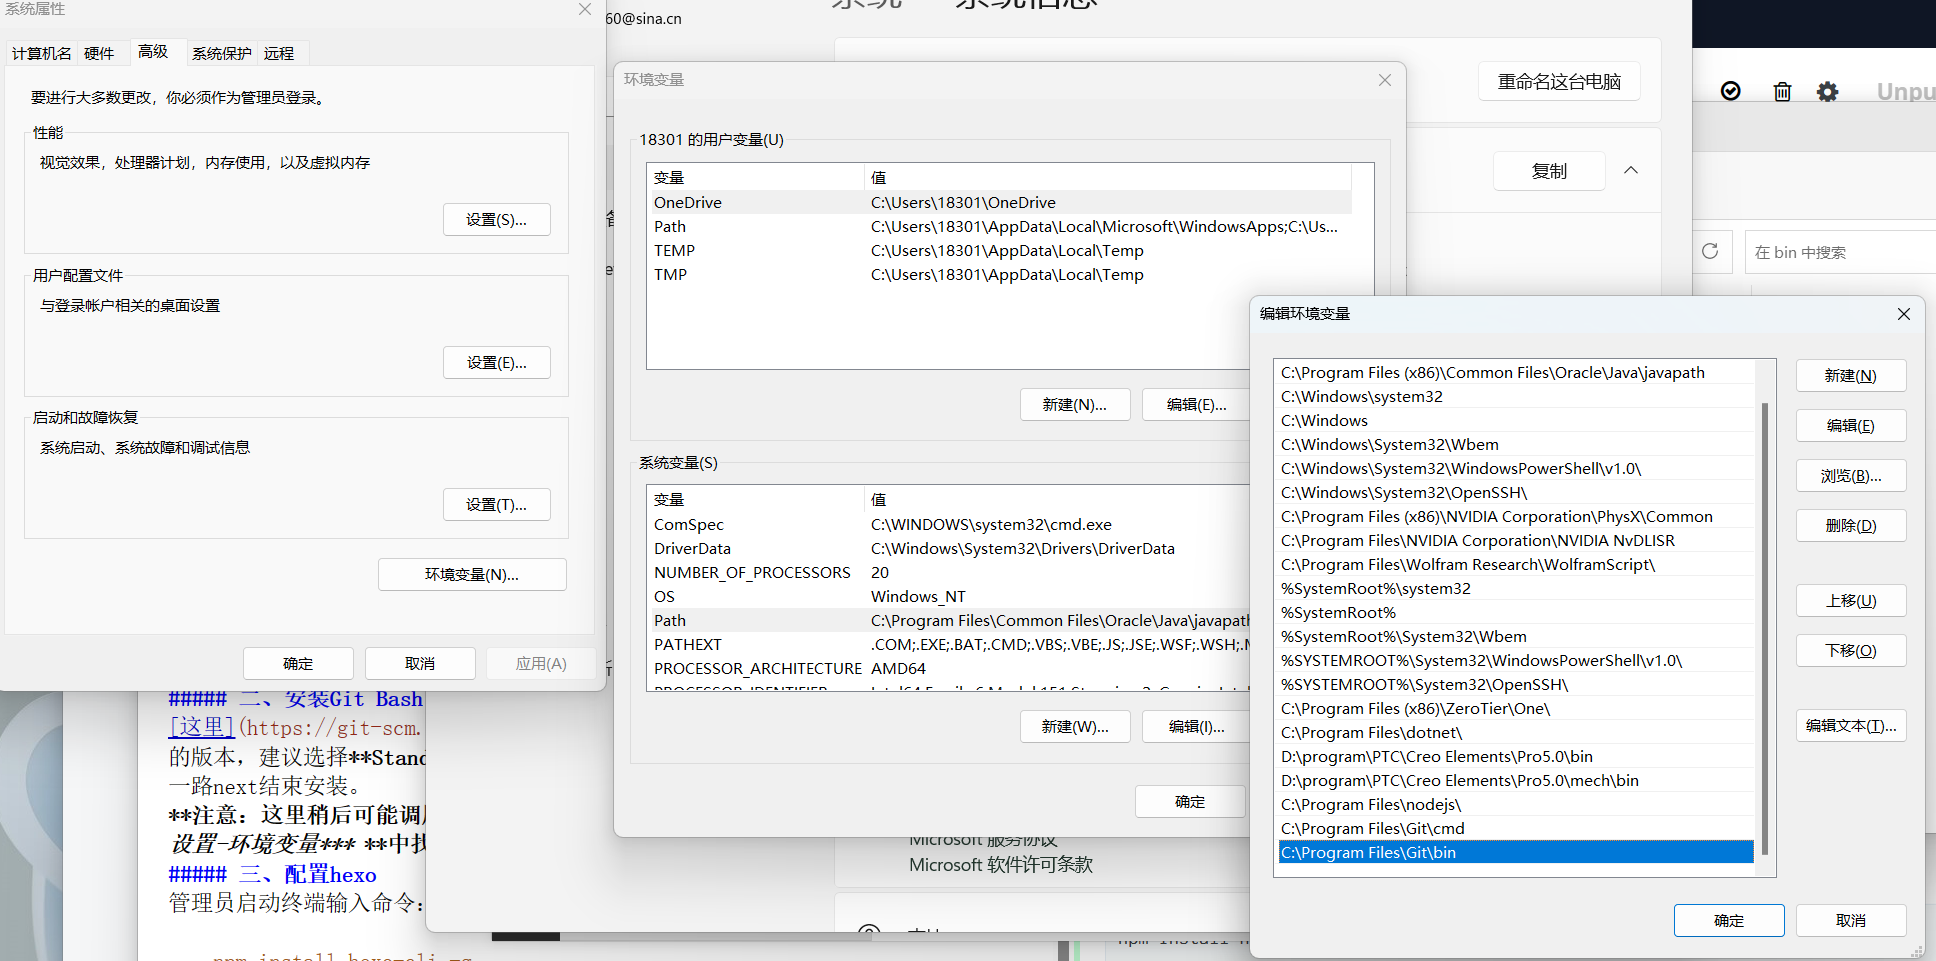 系统属性
计算机名
硬件
高级
系统保护
远程
要进行大多数更改，你必须作为管理员登录。
性能
视觉效果，处理器计划，内存使用，以及虚拟内存
设置(S)...
用户配置文件
与登录帐户相关的桌面设置
设置(E)...
启动和故障恢复
系统启动、系统故障和调试信息
设置(T)...
环境变量(N)...
确定
取消
应用(A)
60@sina.cn
系统
系统信息
重命名这台电脑
复制
Unpu
在 bin 中搜索
环境变量
18301 的用户变量(U)
变量 值
OneDrive C:\Users\18301\OneDrive
Path C:\Users\18301\AppData\Local\Microsoft\WindowsApps;C:\Us...
TEMP C:\Users\18301\AppData\Local\Temp
TMP C:\Users\18301\AppData\Local\Temp
新建(N)...
编辑(E)...
系统变量(S)
变量 值
ComSpec C:\WINDOWS\system32\cmd.exe
DriverData C:\Windows\System32\Drivers\DriverData
NUMBER_OF_PROCESSORS 20
OS Windows_NT
Path C:\Program Files\Common Files\Oracle\Java\javapath
PATHEXT .COM;.EXE;.BAT;.CMD;.VBS;.VBE;.JS;.JSE;.WSF;.WSH;.
PROCESSOR_ARCHITECTURE AMD64
新建(W)...
编辑(I)...
确定
编辑环境变量
C:\Program Files (x86)\Common Files\Oracle\Java\javapath
C:\Windows\system32
C:\Windows
C:\Windows\System32\Wbem
C:\Windows\System32\WindowsPowerShell\v1.0\
C:\Windows\System32\OpenSSH\
C:\Program Files (x86)\NVIDIA Corporation\PhysX\Common
C:\Program Files\NVIDIA Corporation\NVIDIA NvDLISR
C:\Program Files\Wolfram Research\WolframScript\
%SystemRoot%\system32
%SystemRoot%
%SystemRoot%\System32\Wbem
%SYSTEMROOT%\System32\WindowsPowerShell\v1.0\
%SYSTEMROOT%\System32\OpenSSH\
C:\Program Files (x86)\ZeroTier\One\
C:\Program Files\dotnet\
D:\program\PTC\Creo Elements\Pro5.0\bin
D:\program\PTC\Creo Elements\Pro5.0\mech\bin
C:\Program Files\nodejs\
C:\Program Files\Git\cmd
C:\Program Files\Git\bin
新建(N)
编辑(E)
浏览(B)...
删除(D)
上移(U)
下移(O)
编辑文本(T)...
确定
取消
##### 二、安装Git Bash
[这里](https://git-scm.
的版本，建议选择**Stand
一路next结束安装。
**注意：这里稍后可能调
设置-环境变量*** **中找
##### 三、配置hexo
管理员启动终端输入命令：
npm install hexo-cli -g
Microsoft 服务协议
Microsoft 软件许可条款
npm install